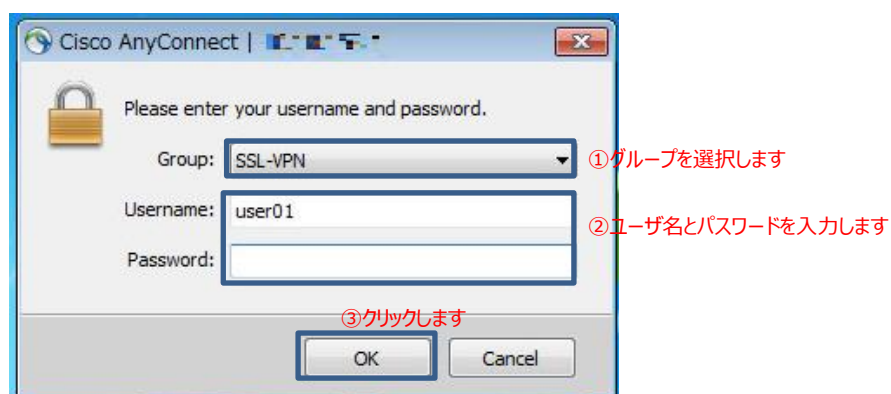 Cisco AnyConnect |
Please enter your username and password.
Group: SSL-VPN ①グループを選択します
Username: user01
②ユーザ名とパスワードを入力します
Password:
③クリックします
OK Cancel